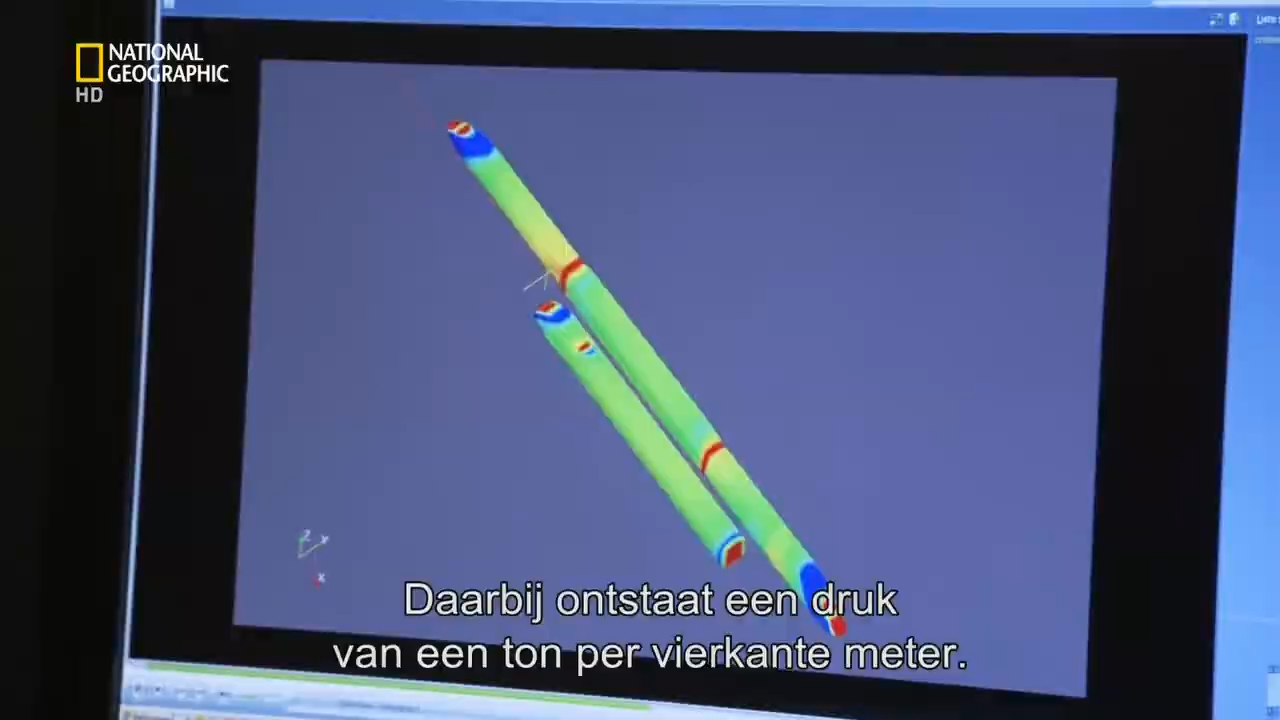 NATIONAL
GEOGRAPHIC
HD
Z
Y
X
Daarbij ontstaat een druk
van een ton per vierkante meter.